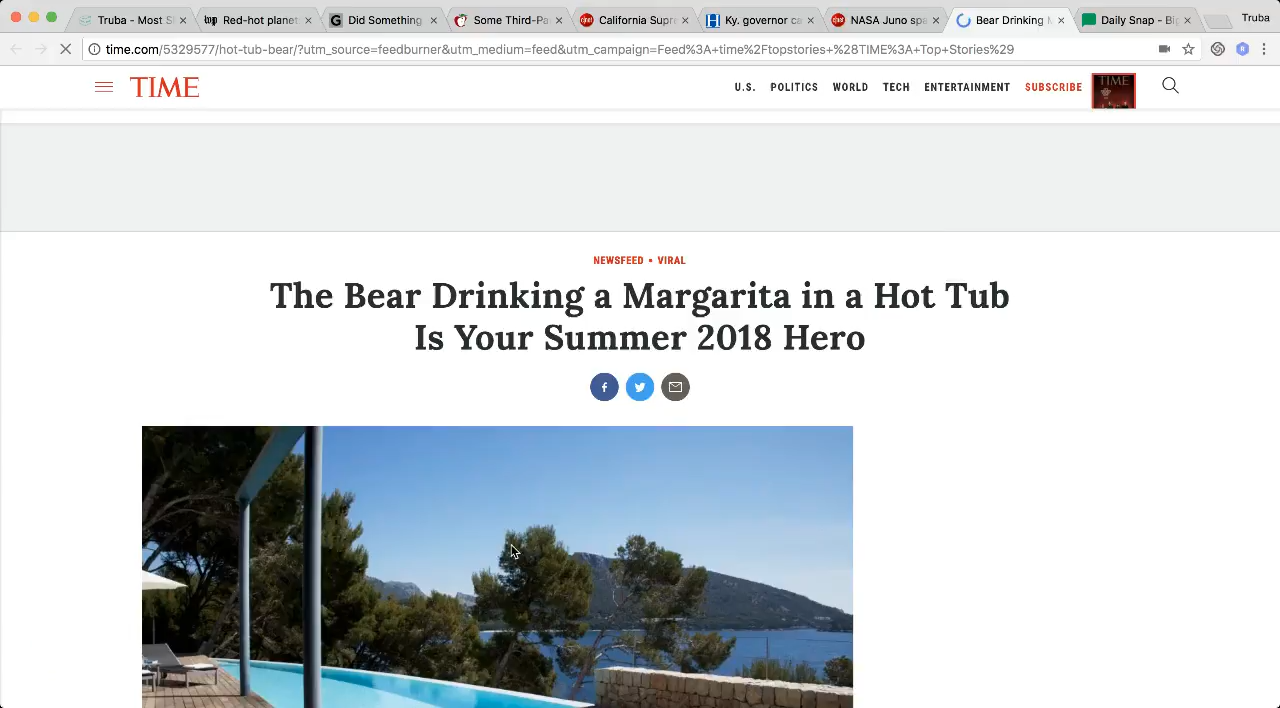 Truba - Most S
Red-hot planet
Did Something
Some Third-Pa
California Supr
Ky. governor c
NASA Juno spa
Bear Drinking
Daily Snap - Bi
Truba
time.com/5329577/hot-tub-bear/?utm_source=feedburner&utm_medium=feed&utm_campaign=Feed%3A+time%2Ftopstories+%28TIME%3A+Top+Stories%29
TIME
U.S.
POLITICS
WORLD
TECH
ENTERTAINMENT
SUBSCRIBE
TIME
NEWSFEED • VIRAL
The Bear Drinking a Margarita in a Hot Tub
Is Your Summer 2018 Hero